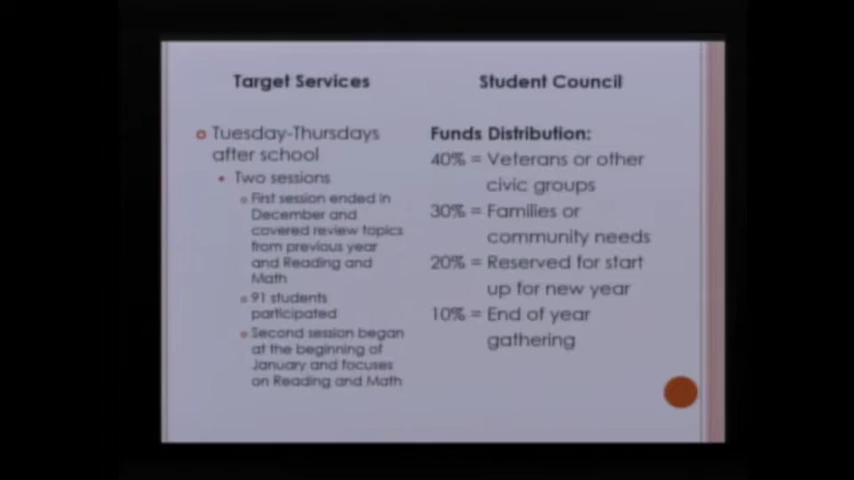 Target Services
Tuesday-Thursdays
after school
Two sessions
First session ended in
December and
covered review topics
from previous year
and Reading and
Math
91 students
participated
Second session began
at the beginning of
January and focuses
on Reading and Math
Student Council
Funds Distribution:
40% = Veterans or other
civic groups
30% = Families or
community needs
20% = Reserved for start
up for new year
10% = End of year
gathering